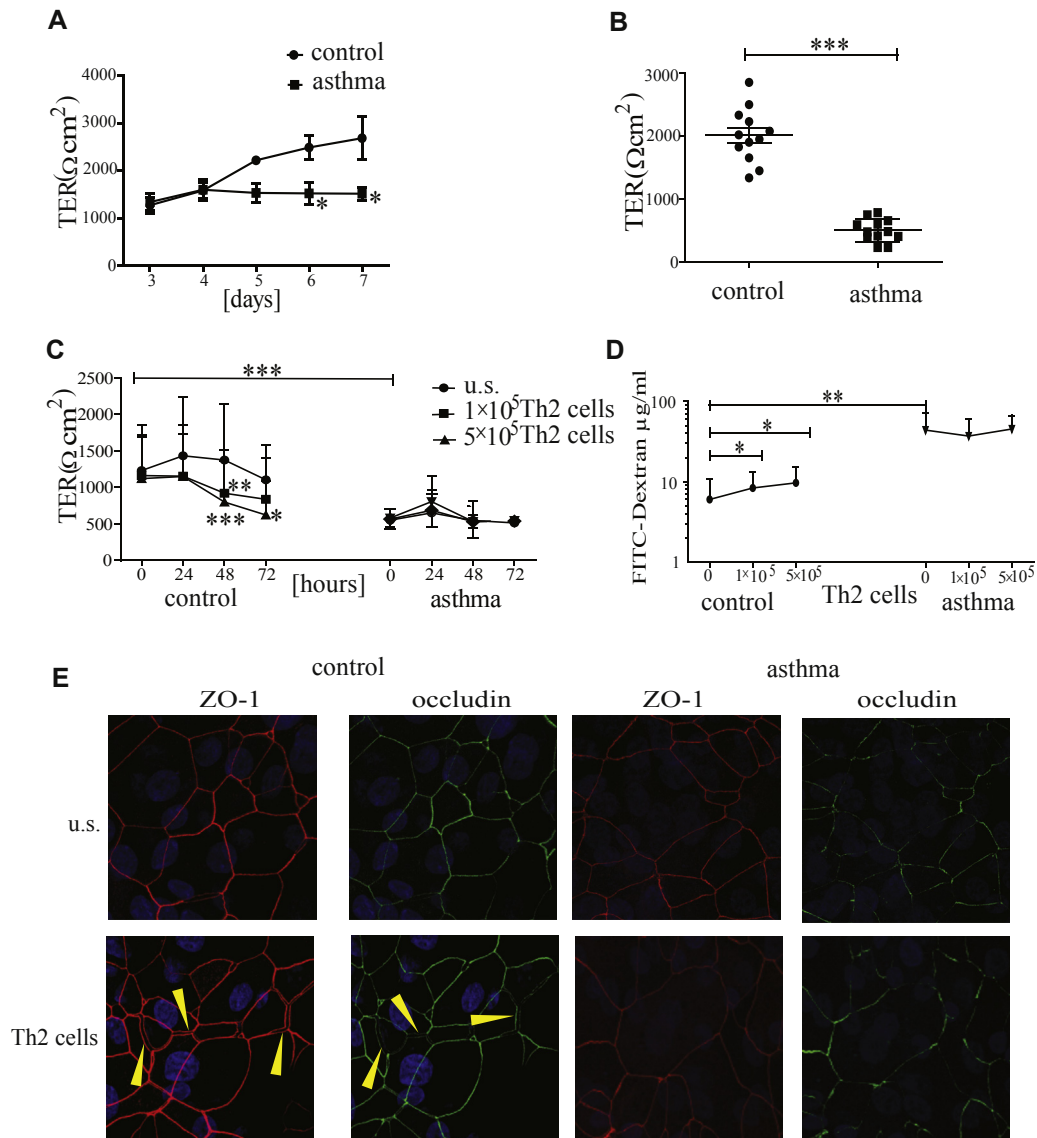 A
control
asthma
TER(Ωcm²)
4000
3000
2000
1000
0
*
*
3 4 5 6 7
[days]
B
***
TER(Ωcm²)
3000
2000
1000
0
control asthma
C
***
u.s.
1×10⁵Th2 cells
5×10⁵Th2 cells
TER(Ωcm²)
2500
2000
1500
1000
500
0
**
***
*
0 24 48 72 [hours] 0 24 48 72
control asthma
D
**
*
*
FITC-Dextran µg/ml
100
10
1
0 1×10⁵ 5×10⁵ 0 1×10⁵ 5×10⁵
control Th2 cells asthma
E
control asthma
ZO-1 occludin ZO-1 occludin
u.s.
Th2 cells